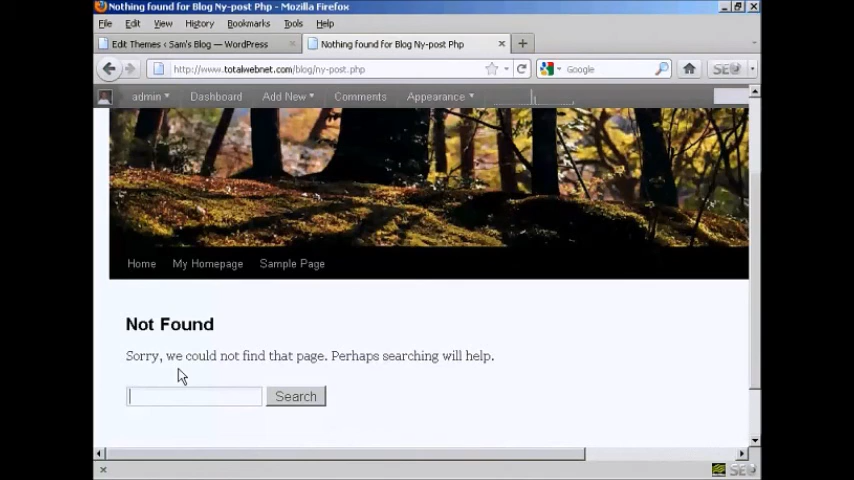 Nothing found for Blog Ny-post Php - Mozilla Firefox
File Edit View History Bookmarks Tools Help
Edit Themes ‹ Sam's Blog — WordPress
Nothing found for Blog Ny-post Php
http://www.totalwebnet.com/blog/ny-post.php
Google
SEO
admin Dashboard Add New Comments Appearance
Home My Homepage Sample Page
Not Found
Sorry, we could not find that page. Perhaps searching will help.
Search
SEO